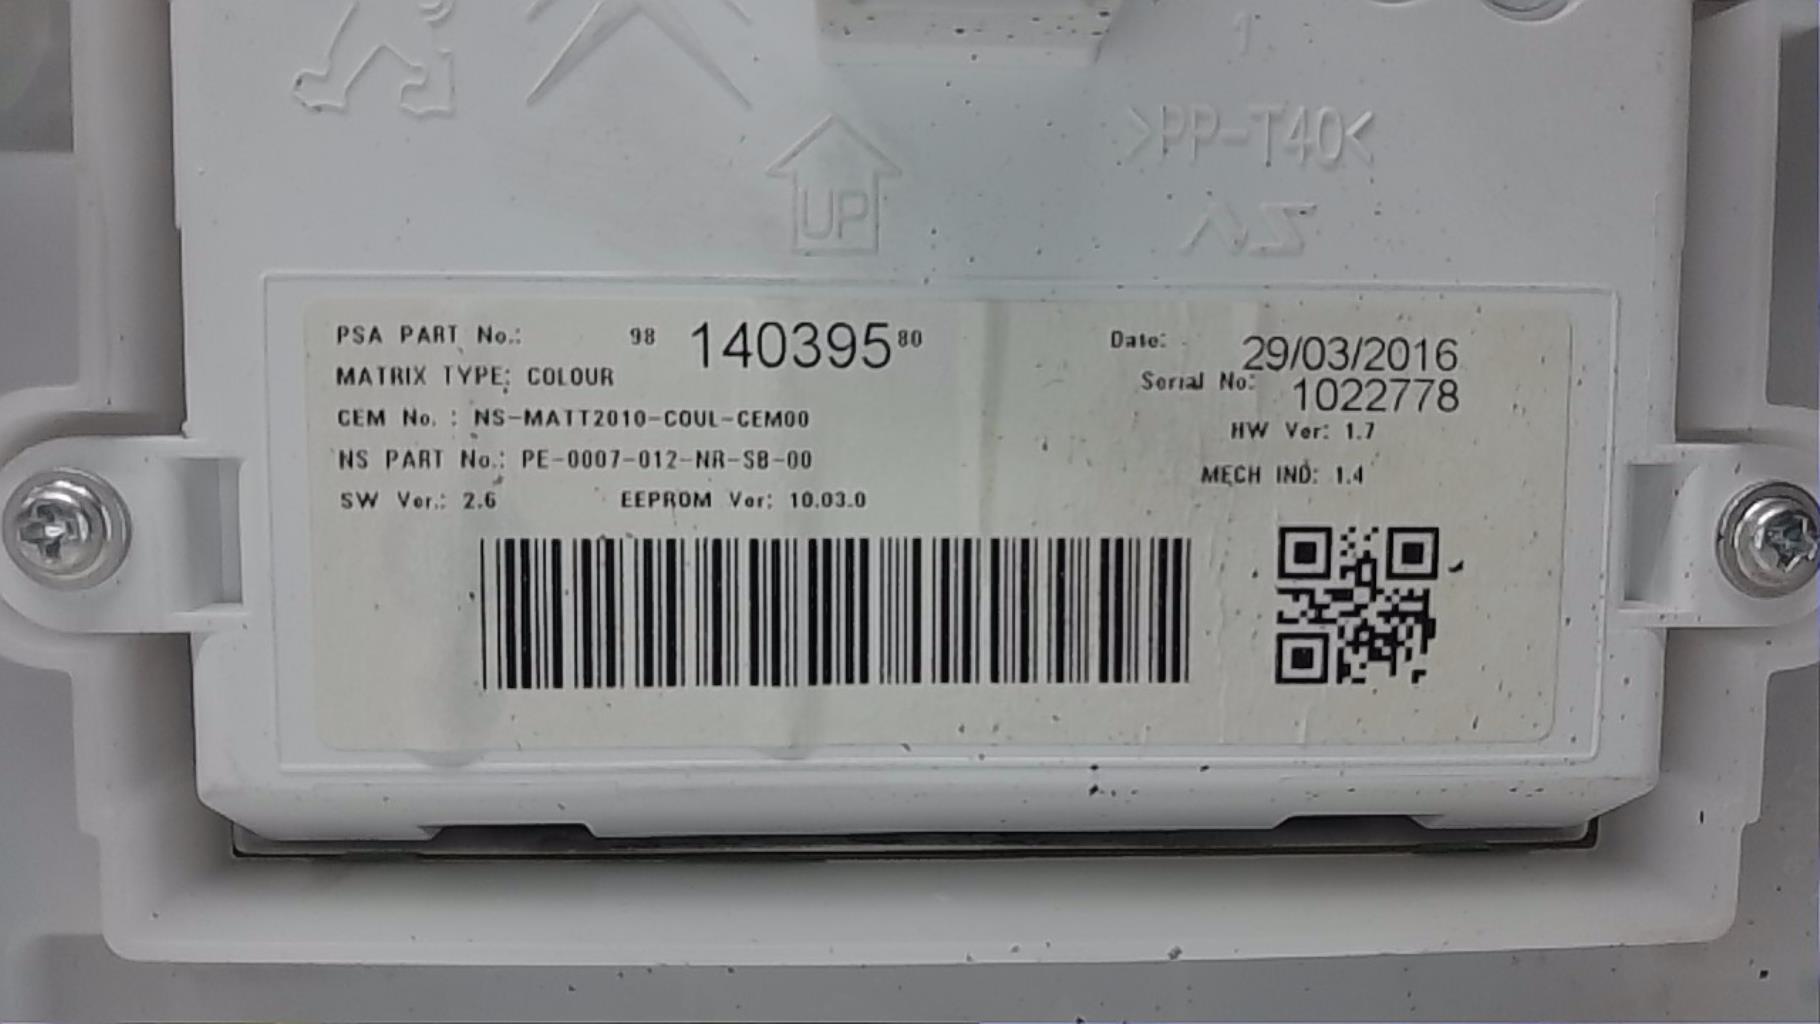 1
>PP-T40<
UP
PSA PART No.: 98 140395 80
Date: 29/03/2016
MATRIX TYPE: COLOUR
Serial No: 1022778
CEM No. : NS-MATT2010-COUL-CEM00
HW Ver: 1.7
NS PART No.: PE-0007-012-NR-SB-00
MECH IND: 1.4
SW Ver.: 2.6 EEPROM Ver: 10.03.0